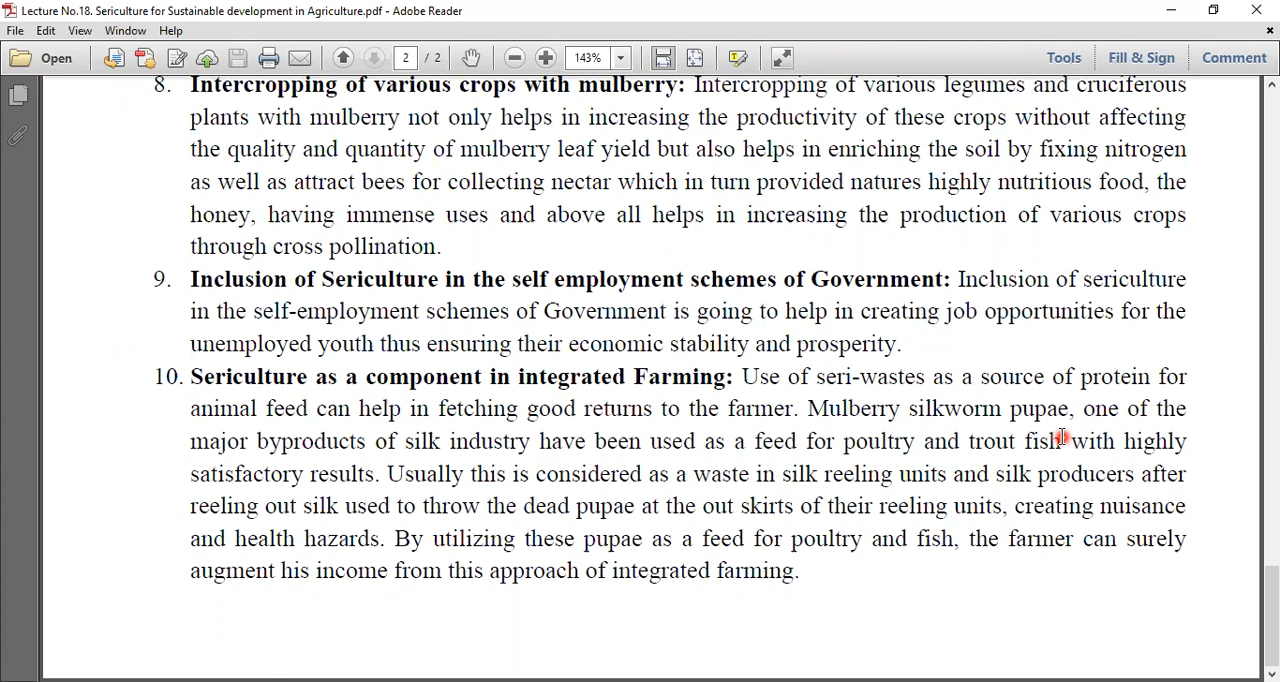 Lecture No.18. Sericulture for Sustainable development in Agriculture.pdf - Adobe Reader
File Edit View Window Help
Open 2 / 2 143% Tools Fill & Sign Comment
8. Intercropping of various crops with mulberry: Intercropping of various legumes and cruciferous
plants with mulberry not only helps in increasing the productivity of these crops without affecting
the quality and quantity of mulberry leaf yield but also helps in enriching the soil by fixing nitrogen
as well as attract bees for collecting nectar which in turn provided natures highly nutritious food, the
honey, having immense uses and above all helps in increasing the production of various crops
through cross pollination.
9. Inclusion of Sericulture in the self employment schemes of Government: Inclusion of sericulture
in the self-employment schemes of Government is going to help in creating job opportunities for the
unemployed youth thus ensuring their economic stability and prosperity.
10. Sericulture as a component in integrated Farming: Use of seri-wastes as a source of protein for
animal feed can help in fetching good returns to the farmer. Mulberry silkworm pupae, one of the
major byproducts of silk industry have been used as a feed for poultry and trout fish with highly
satisfactory results. Usually this is considered as a waste in silk reeling units and silk producers after
reeling out silk used to throw the dead pupae at the out skirts of their reeling units, creating nuisance
and health hazards. By utilizing these pupae as a feed for poultry and fish, the farmer can surely
augment his income from this approach of integrated farming.